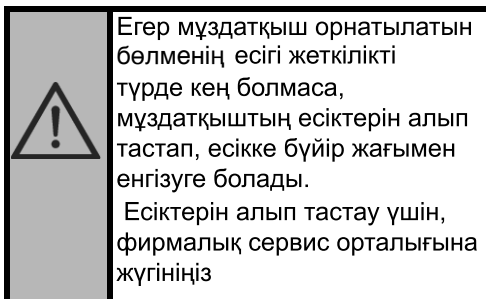 Егер мұздатқыш орнатылатын
бөлменің есігі жеткілікті
түрде кең болмаса,
мұздатқыштың есіктерін алып
тастап, есікке бүйір жағымен
енгізуге болады.
Есіктерін алып тастау үшін,
фирмалық сервис орталығына
жүгініңіз